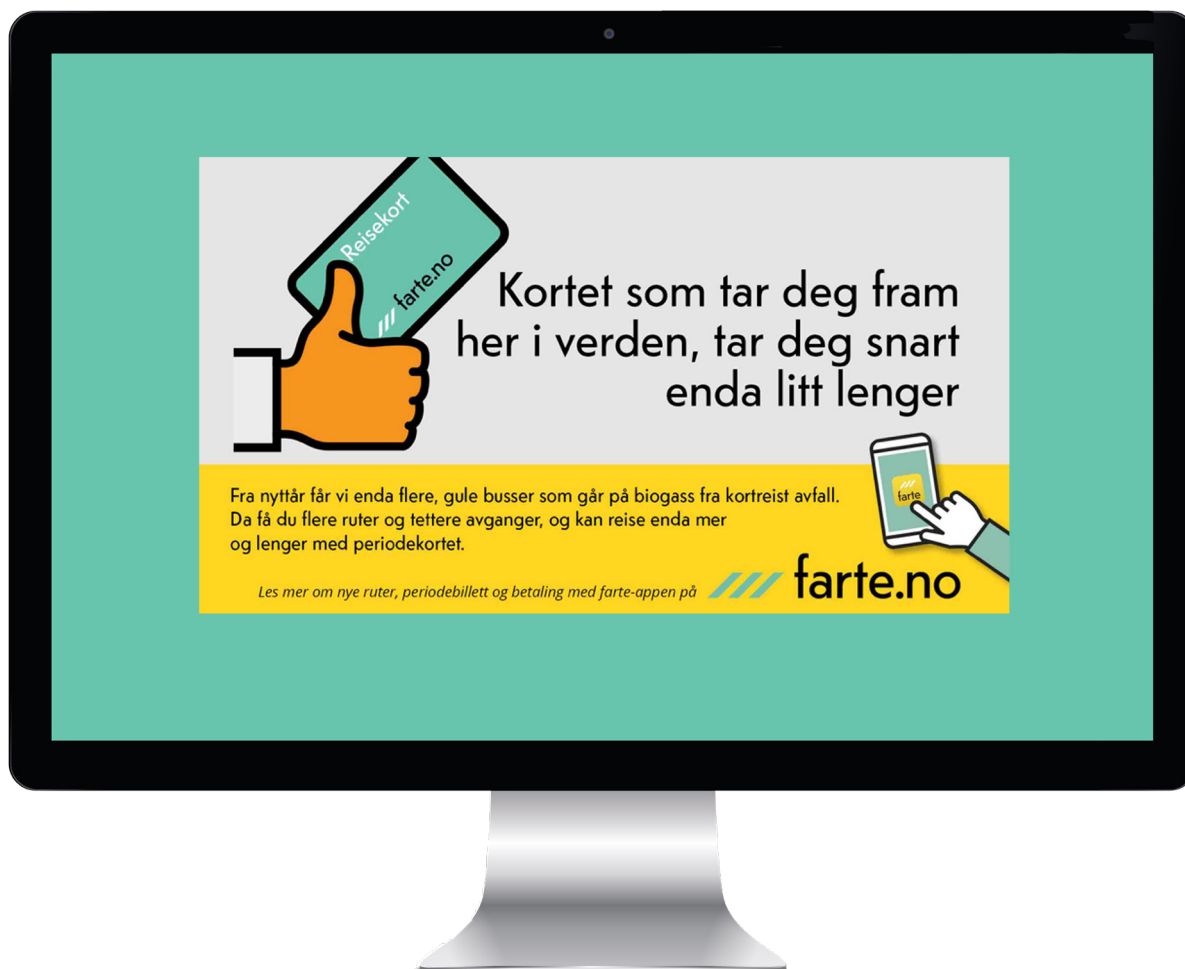 Reisekort
farte.no
Kortet som tar deg fram
her i verden, tar deg snart
enda litt lenger
farte
Fra nyttår får vi enda flere, gule busser som går på biogass fra kortreist avfall.
Da få du flere ruter og tettere avganger, og kan reise enda mer
og lenger med periodekortet.
Les mer om nye ruter, periodebillett og betaling med farte-appen på
farte.no